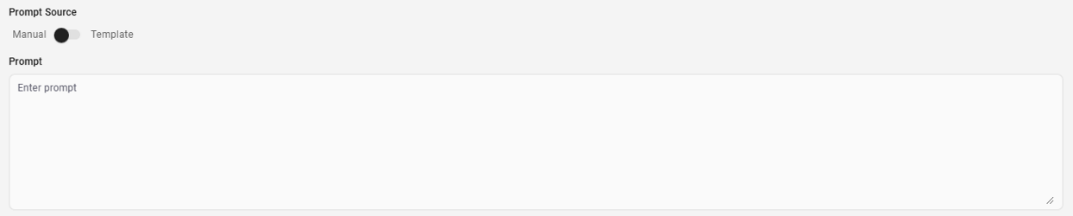 Prompt Source
Manual Template
Prompt
Enter prompt